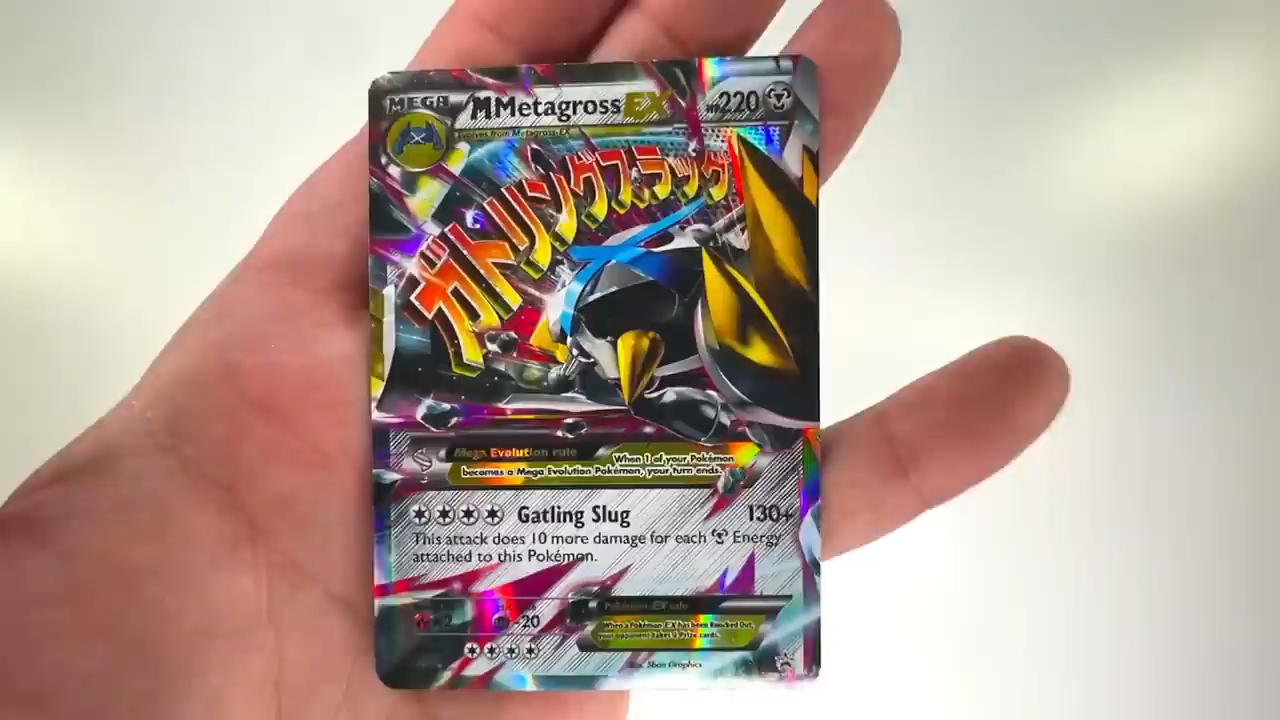 MEGA
MMetagross EX
HP220
Evolves from Metagross-EX
ガトリングスラッグ
Mega Evolution rule
When 1 of your Pokémon
becomes a Mega Evolution Pokémon, your turn ends.
Gatling Slug 130+
This attack does 10 more damage for each Energy
attached to this Pokémon.
-20
Pokémon-EX rule
When a Pokémon-EX has been Knocked Out,
your opponent takes 2 Prize cards.
5ban Graphics